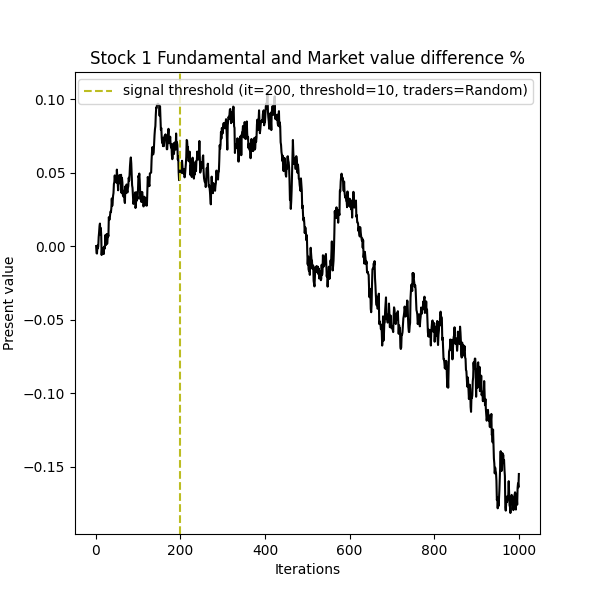 Stock 1 Fundamental and Market value difference %
signal threshold (it=200, threshold=10, traders=Random)
0.10
0.05
0.00
−0.05
−0.10
−0.15
Present value
0 200 400 600 800 1000
Iterations